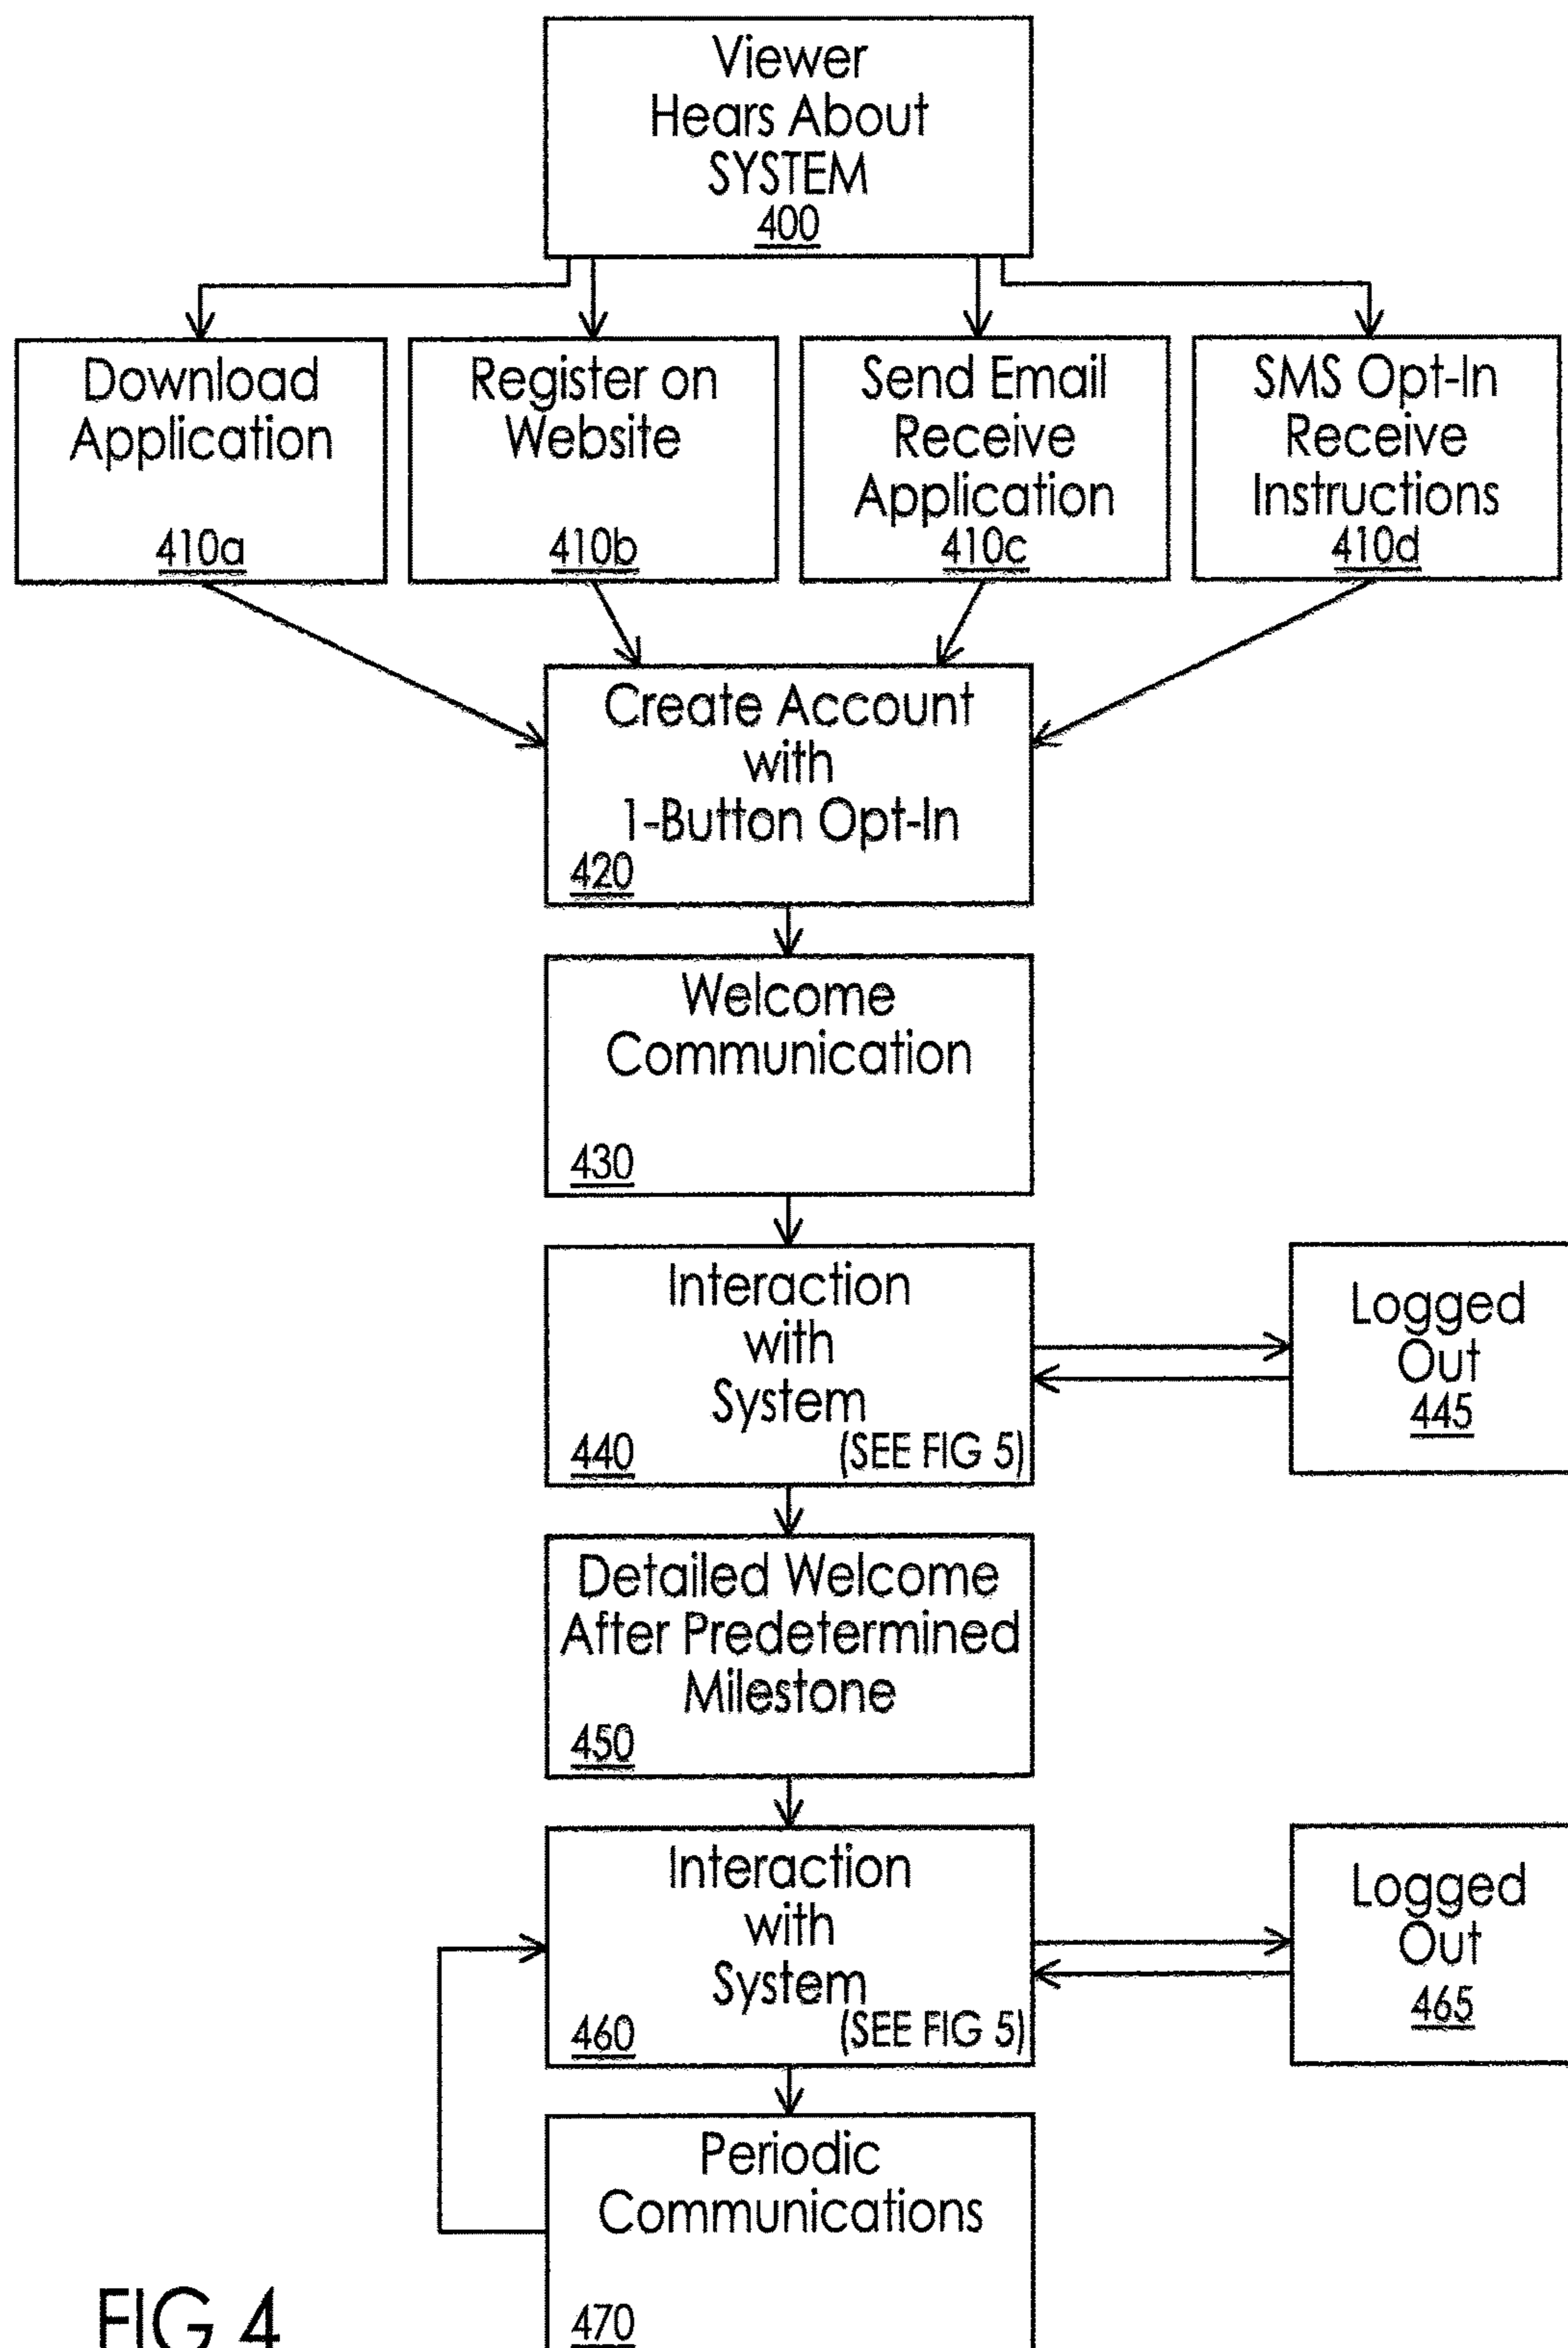 Viewer
Hears About
SYSTEM
400
Download
Application
410a
Register on
Website
410b
Send Email
Receive
Application
410c
SMS Opt-In
Receive
Instructions
410d
Create Account
with
1-Button Opt-In
420
Welcome
Communication
430
Interaction
with
System
440 (SEE FIG 5)
Logged
Out
445
Detailed Welcome
After Predetermined
Milestone
450
Interaction
with
System
460 (SEE FIG 5)
Logged
Out
465
Periodic
Communications
470
FIG 4